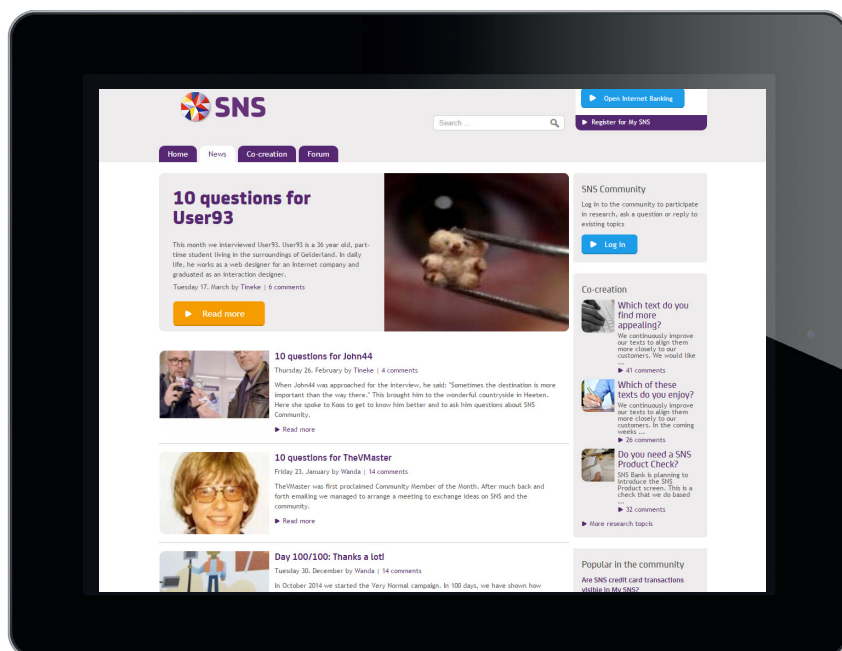 SNS
Open Internet Banking
Search ...
Register for My SNS
Home
News
Co-creation
Forum
10 questions for
User93
This month we interviewed User93. User93 is a 36 year old, part-
time student living in the surroundings of Gelderland. In daily
life, he works as a web designer for an Internet company and
graduated as an interaction designer.
Tuesday 17. March by Tineke | 6 comments
Read more
10 questions for John44
Thursday 26. February by Tineke | 4 comments
When John44 was approached for the interview, he said: "Sometimes the destination is more
important than the way there." This brought him to the wonderful countryside in Heeten.
Here she spoke to Koos to get to know him better and to ask him questions about SNS
Community.
Read more
10 questions for TheVMaster
Friday 23. January by Wanda | 14 comments
TheVMaster was first proclaimed Community Member of the Month. After much back and
forth emailing we managed to arrange a meeting to exchange ideas on SNS and the
community.
Read more
Day 100/100: Thanks a lot!
Tuesday 30. December by Wanda | 14 comments
In October 2014 we started the Very Normal campaign. In 100 days, we have shown how
SNS Community
Log in to the community to participate
in research, ask a question or reply to
existing topics
Log in
Co-creation
Which text do you
find more
appealing?
We continuously improve
our texts to align them
more closely to our
customers. We would like
...
41 comments
Which of these
texts do you enjoy?
We continuously improve
our texts to align them
more closely to our
customers. In the coming
weeks ...
26 comments
Do you need a SNS
Product Check?
SNS Bank is planning to
introduce the SNS
Product screen. This is a
check that we do based
...
32 comments
More research topcis
Popular in the community
Are SNS credit card transactions
visible in My SNS?